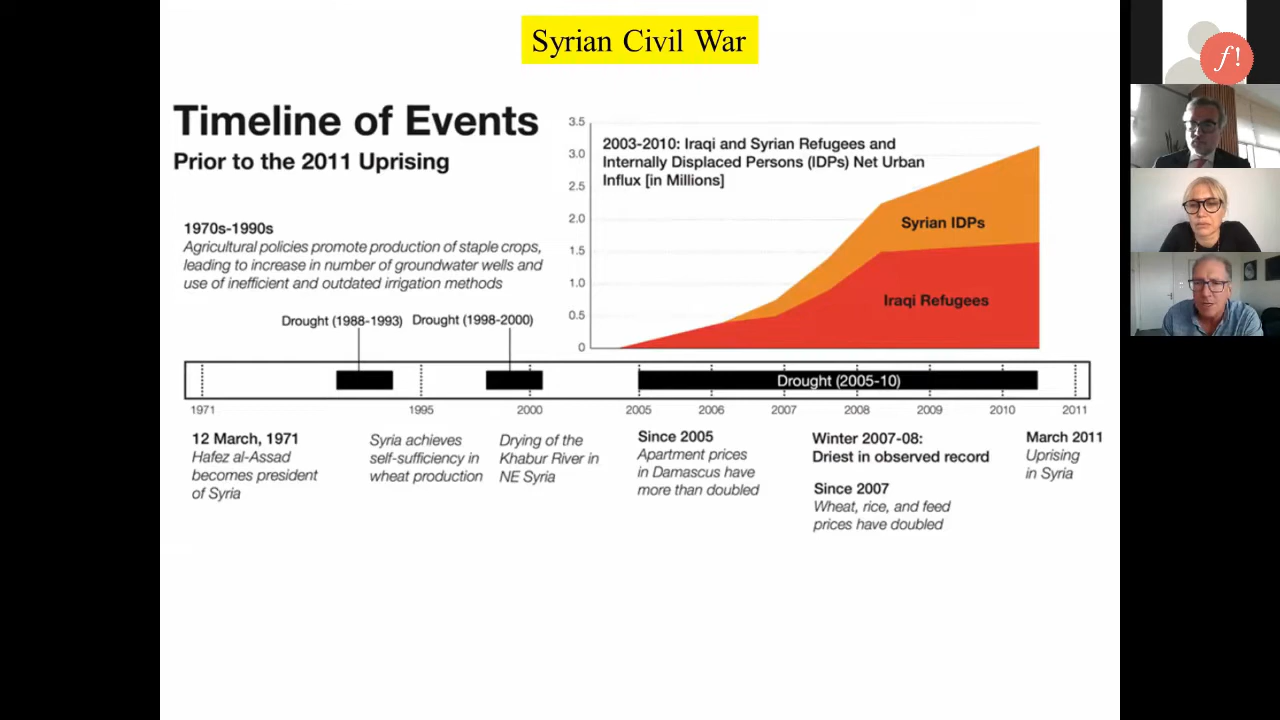 Syrian Civil War
Timeline of Events
Prior to the 2011 Uprising
1970s-1990s
Agricultural policies promote production of staple crops,
leading to increase in number of groundwater wells and
use of inefficient and outdated irrigation methods
3.5
3.0
2.5
2.0
1.5
1.0
0.5
0
2003-2010: Iraqi and Syrian Refugees and
Internally Displaced Persons (IDPs) Net Urban
Influx [in Millions]
Syrian IDPs
Iraqi Refugees
Drought (1988-1993)
Drought (1998-2000)
Drought (2005-10)
1971
1995
2000
2005
2006
2007
2008
2009
2010
2011
12 March, 1971
Hafez al-Assad
becomes president
of Syria
Syria achieves
self-sufficiency in
wheat production
Drying of the
Khabur River in
NE Syria
Since 2005
Apartment prices
in Damascus have
more than doubled
Winter 2007-08:
Driest in observed record
Since 2007
Wheat, rice, and feed
prices have doubled
March 2011
Uprising
in Syria
f!